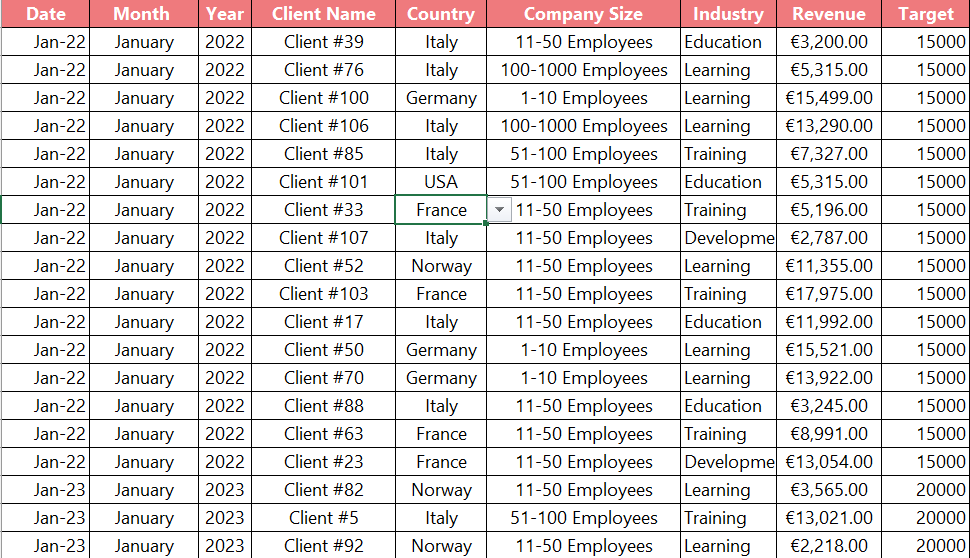 Date Month Year Client Name Country Company Size Industry Revenue Target
Jan-22 January 2022 Client #39 Italy 11-50 Employees Education €3,200.00 15000
Jan-22 January 2022 Client #76 Italy 100-1000 Employees Learning €5,315.00 15000
Jan-22 January 2022 Client #100 Germany 1-10 Employees Learning €15,499.00 15000
Jan-22 January 2022 Client #106 Italy 100-1000 Employees Learning €13,290.00 15000
Jan-22 January 2022 Client #85 Italy 51-100 Employees Training €7,327.00 15000
Jan-22 January 2022 Client #101 USA 51-100 Employees Education €5,315.00 15000
Jan-22 January 2022 Client #33 France 11-50 Employees Training €5,196.00 15000
Jan-22 January 2022 Client #107 Italy 11-50 Employees Developme €2,787.00 15000
Jan-22 January 2022 Client #52 Norway 11-50 Employees Learning €11,355.00 15000
Jan-22 January 2022 Client #103 France 11-50 Employees Training €17,975.00 15000
Jan-22 January 2022 Client #17 Italy 11-50 Employees Education €11,992.00 15000
Jan-22 January 2022 Client #50 Germany 1-10 Employees Learning €15,521.00 15000
Jan-22 January 2022 Client #70 Germany 1-10 Employees Learning €13,922.00 15000
Jan-22 January 2022 Client #88 Italy 11-50 Employees Education €3,245.00 15000
Jan-22 January 2022 Client #63 France 11-50 Employees Training €8,991.00 15000
Jan-22 January 2022 Client #23 France 11-50 Employees Developme €13,054.00 15000
Jan-23 January 2023 Client #82 Norway 11-50 Employees Learning €3,565.00 20000
Jan-23 January 2023 Client #5 Italy 51-100 Employees Training €13,021.00 20000
Jan-23 January 2023 Client #92 Norway 11-50 Employees Learning €2,218.00 20000